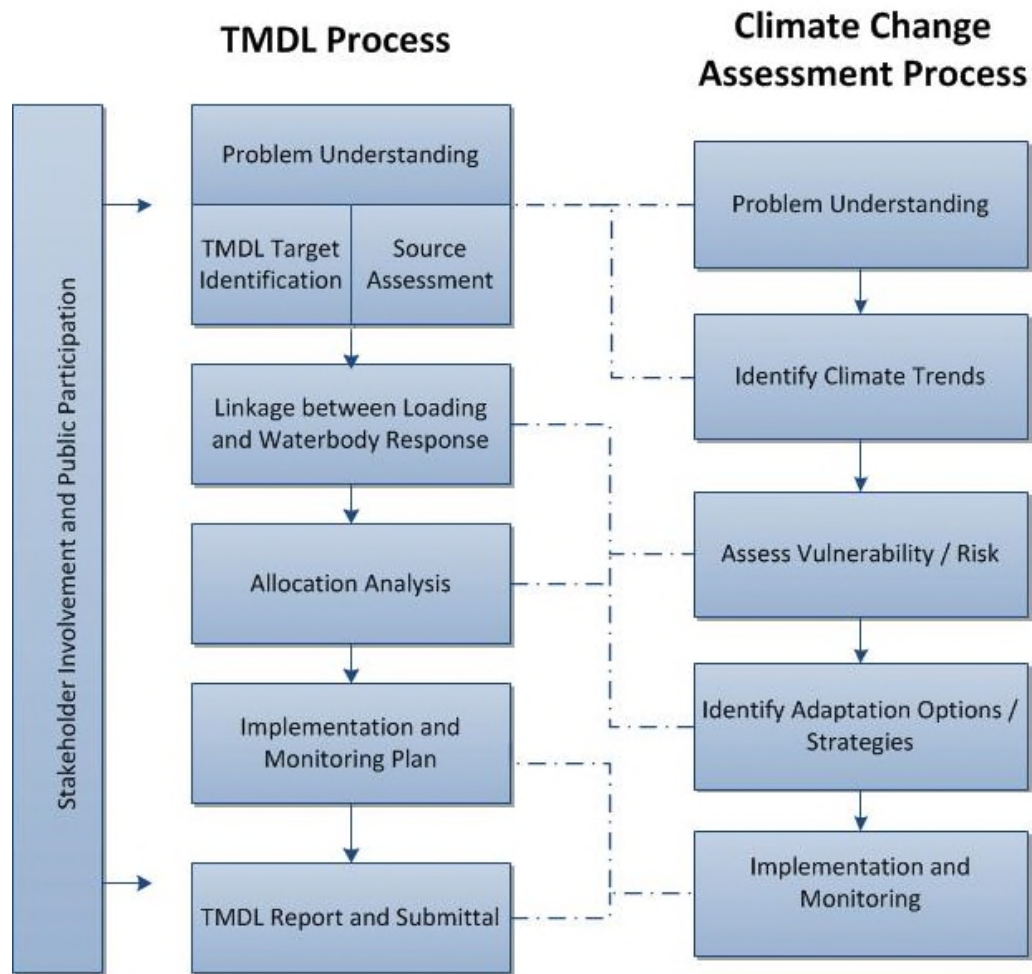 TMDL Process
Climate Change
Assessment Process
Stakeholder Involvement and Public Participation
Problem Understanding
TMDL Target
Identification
Source
Assessment
Linkage between Loading
and Waterbody Response
Allocation Analysis
Implementation and
Monitoring Plan
TMDL Report and Submittal
Problem Understanding
Identify Climate Trends
Assess Vulnerability / Risk
Identify Adaptation Options /
Strategies
Implementation and
Monitoring